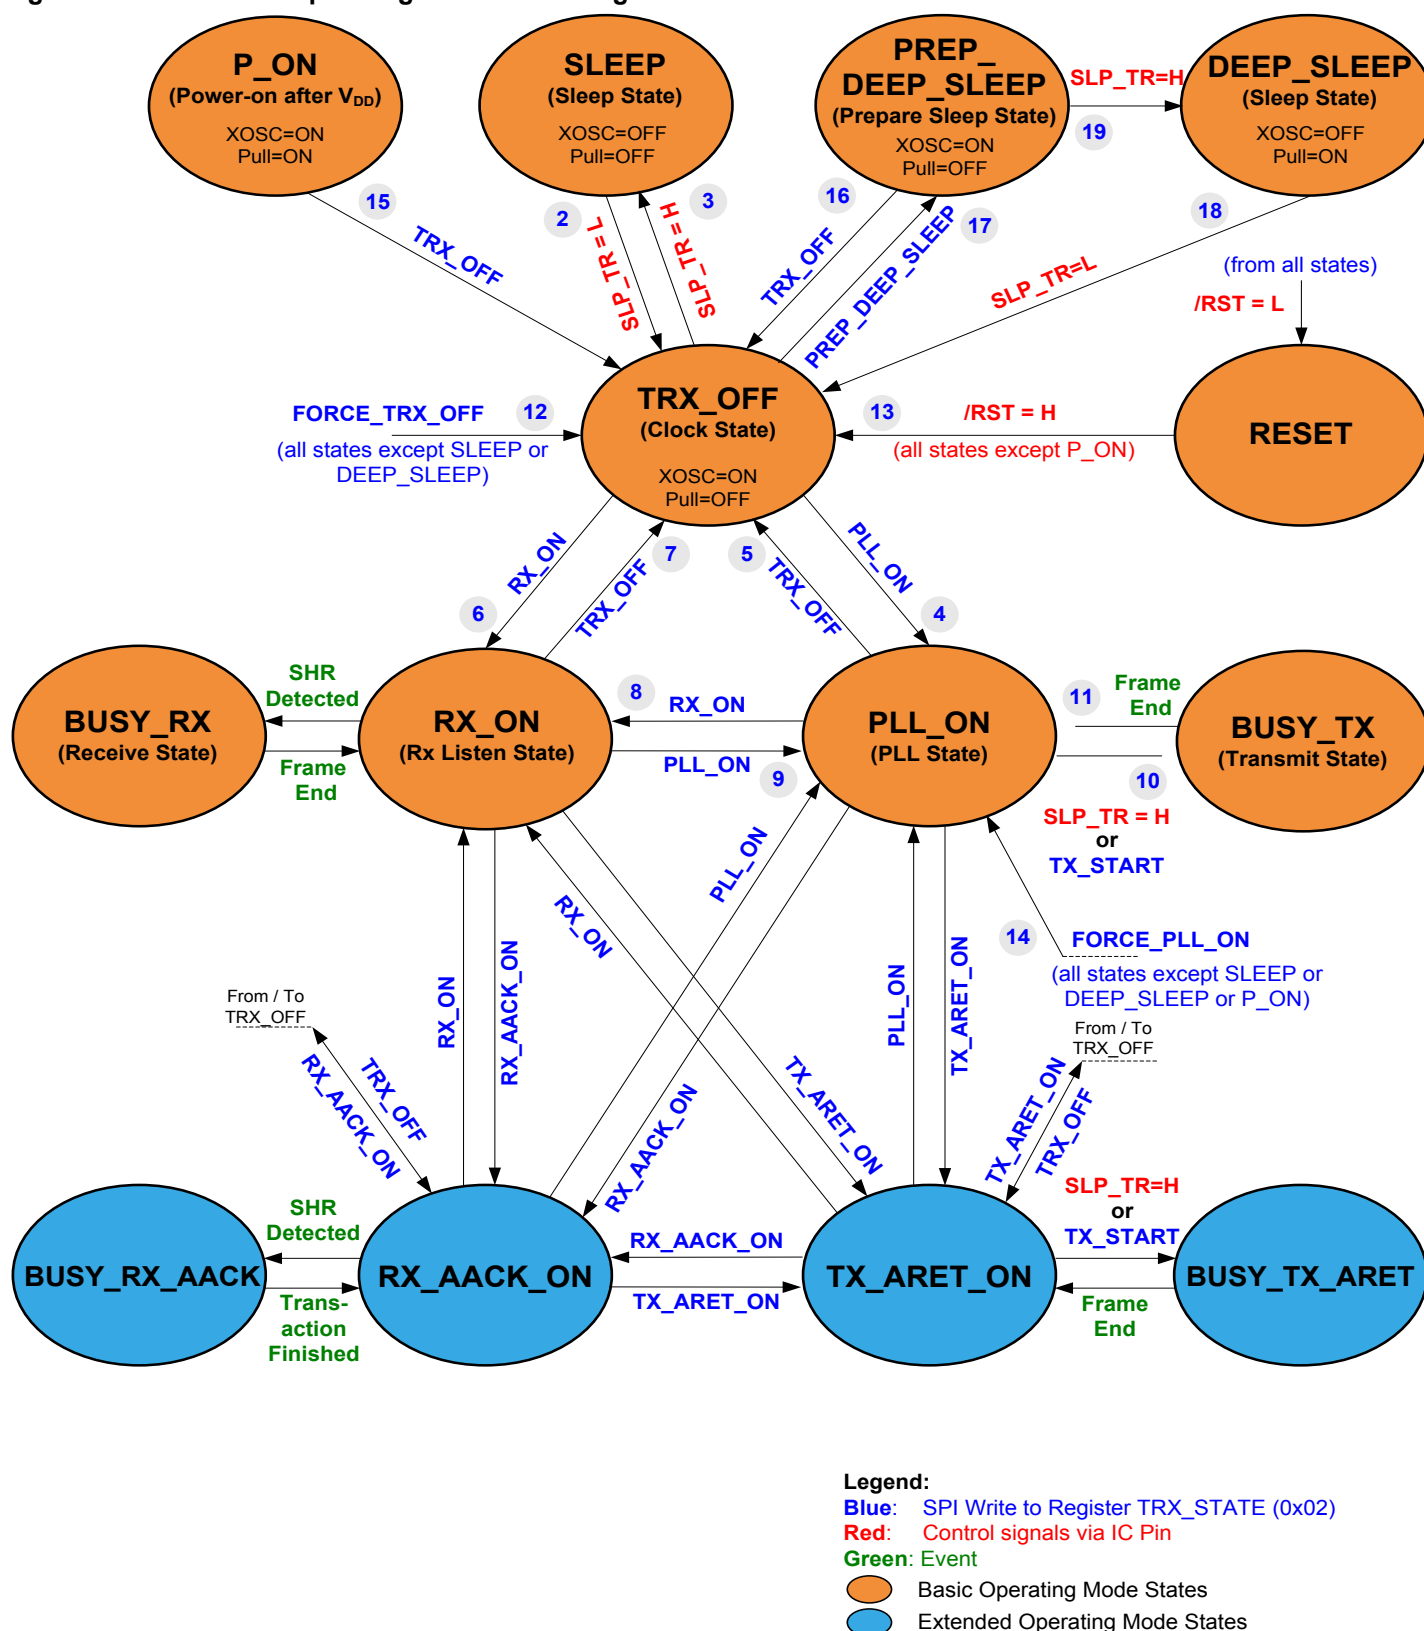 P_ON
(Power-on after VDD)
XOSC=ON
Pull=ON
SLEEP
(Sleep State)
XOSC=OFF
Pull=OFF
PREP_
DEEP_SLEEP
(Prepare Sleep State)
XOSC=ON
Pull=OFF
SLP_TR=H
19
DEEP_SLEEP
(Sleep State)
XOSC=OFF
Pull=ON
15
TRX_OFF
2
SLP_TR = L
3
SLP_TR = H
16
TRX_OFF
17
PREP_DEEP_SLEEP
18
SLP_TR=L
(from all states)
/RST = L
TRX_OFF
(Clock State)
XOSC=ON
Pull=OFF
FORCE_TRX_OFF
12
(all states except SLEEP or
DEEP_SLEEP)
13
/RST = H
(all states except P_ON)
RESET
RX_ON
6
7
TRX_OFF
5
TRX_OFF
PLL_ON
4
BUSY_RX
(Receive State)
SHR
Detected
Frame
End
RX_ON
(Rx Listen State)
8
RX_ON
PLL_ON
9
PLL_ON
(PLL State)
11
Frame
End
10
SLP_TR = H
or
TX_START
BUSY_TX
(Transmit State)
14
FORCE_PLL_ON
(all states except SLEEP or
DEEP_SLEEP or P_ON)
RX_ON
RX_AACK_ON
RX_ON
PLL_ON
RX_AACK_ON
TX_ARET_ON
PLL_ON
TX_ARET_ON
From / To
TRX_OFF
TRX_OFF
RX_AACK_ON
From / To
TRX_OFF
TX_ARET_ON
TRX_OFF
BUSY_RX_AACK
SHR
Detected
Trans-
action
Finished
RX_AACK_ON
RX_AACK_ON
TX_ARET_ON
TX_ARET_ON
SLP_TR=H
or
TX_START
Frame
End
BUSY_TX_ARET
Legend:
Blue: SPI Write to Register TRX_STATE (0x02)
Red: Control signals via IC Pin
Green: Event
Basic Operating Mode States
Extended Operating Mode States